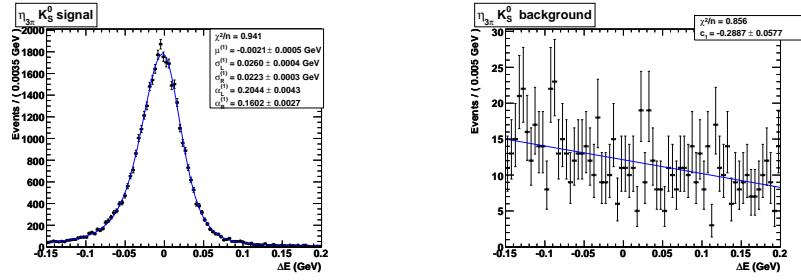 η3π K0S signal
χ²/n = 0.941
μ(1) = -0.0021± 0.0005 GeV
σL(1) = 0.0260 ± 0.0004 GeV
σR(1) = 0.0223 ± 0.0003 GeV
αL(1) = 0.2044 ± 0.0043
αR(1) = 0.1602 ± 0.0027
Events / ( 0.0035 GeV )
2000
1800
1600
1400
1200
1000
800
600
400
200
0
-0.15 -0.1 -0.05 0 0.05 0.1 0.15 0.2
ΔE (GeV)
η3π K0S background
χ²/n = 0.856
c1 = -0.2887 ± 0.0577
Events / ( 0.005 GeV )
30
25
20
15
10
5
0
-0.15 -0.1 -0.05 0 0.05 0.1 0.15 0.2
ΔE (GeV)